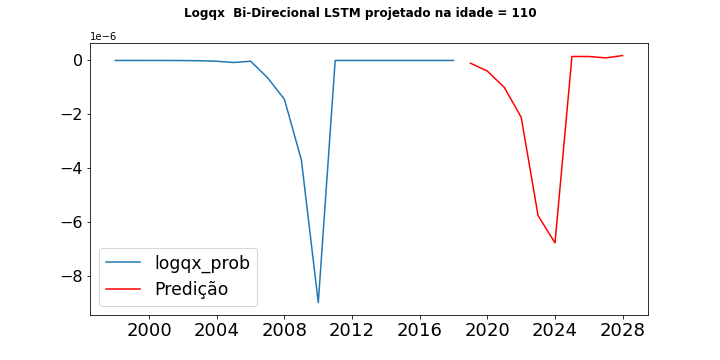 Logqx  Bi-Direcional LSTM projetado na idade = 110
1e−6
0
−2
−4
−6
−8
logqx_prob
Predição
2000 2004 2008 2012 2016 2020 2024 2028